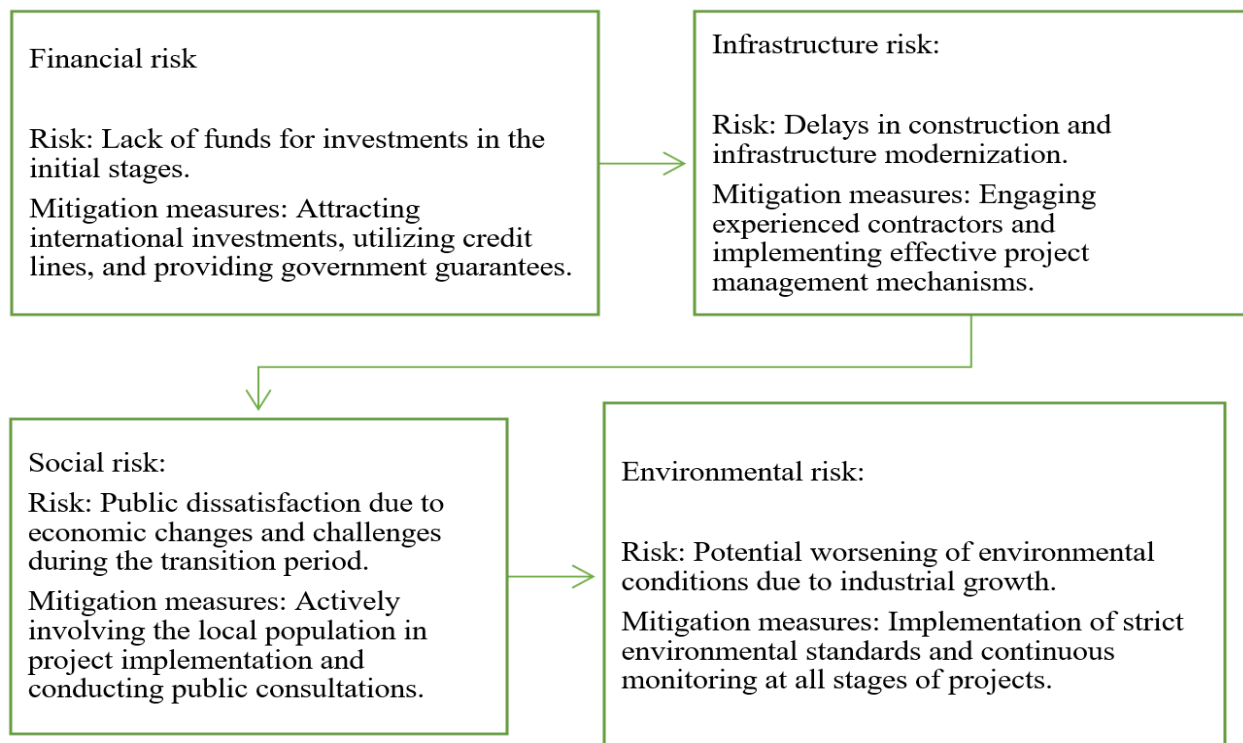 Financial risk
Risk: Lack of funds for investments in the
initial stages.
Mitigation measures: Attracting
international investments, utilizing credit
lines, and providing government guarantees.
Infrastructure risk:
Risk: Delays in construction and
infrastructure modernization.
Mitigation measures: Engaging
experienced contractors and
implementing effective project
management mechanisms.
Social risk:
Risk: Public dissatisfaction due to
economic changes and challenges
during the transition period.
Mitigation measures: Actively
involving the local population in
project implementation and
conducting public consultations.
Environmental risk:
Risk: Potential worsening of environmental
conditions due to industrial growth.
Mitigation measures: Implementation of strict
environmental standards and continuous
monitoring at all stages of projects.